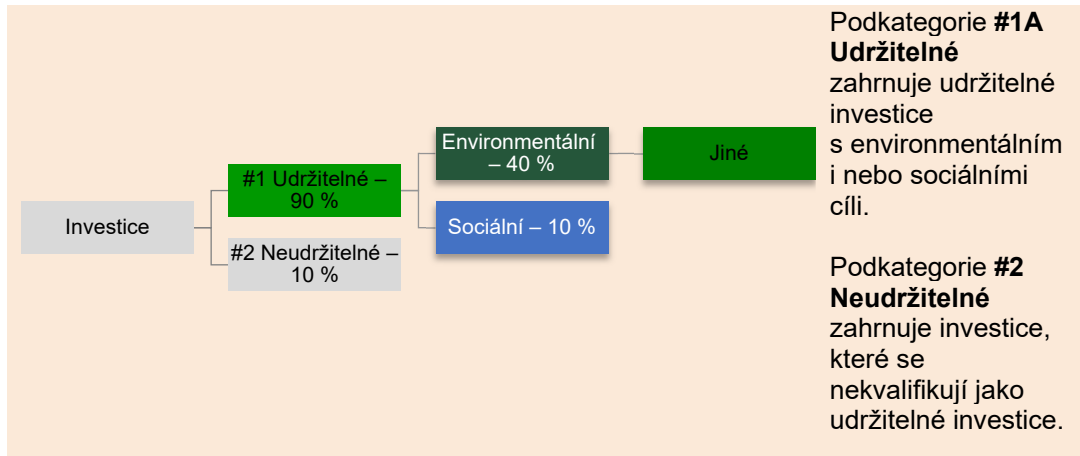 Investice
#1 Udržitelné –
90 %
#2 Neudržitelné –
10 %
Environmentální
– 40 %
Sociální – 10 %
Jiné
Podkategorie #1A
Udržitelné
zahrnuje udržitelné
investice
s environmentálním
i nebo sociálními
cíli.
Podkategorie #2
Neudržitelné
zahrnuje investice,
které se
nekvalifikují jako
udržitelné investice.